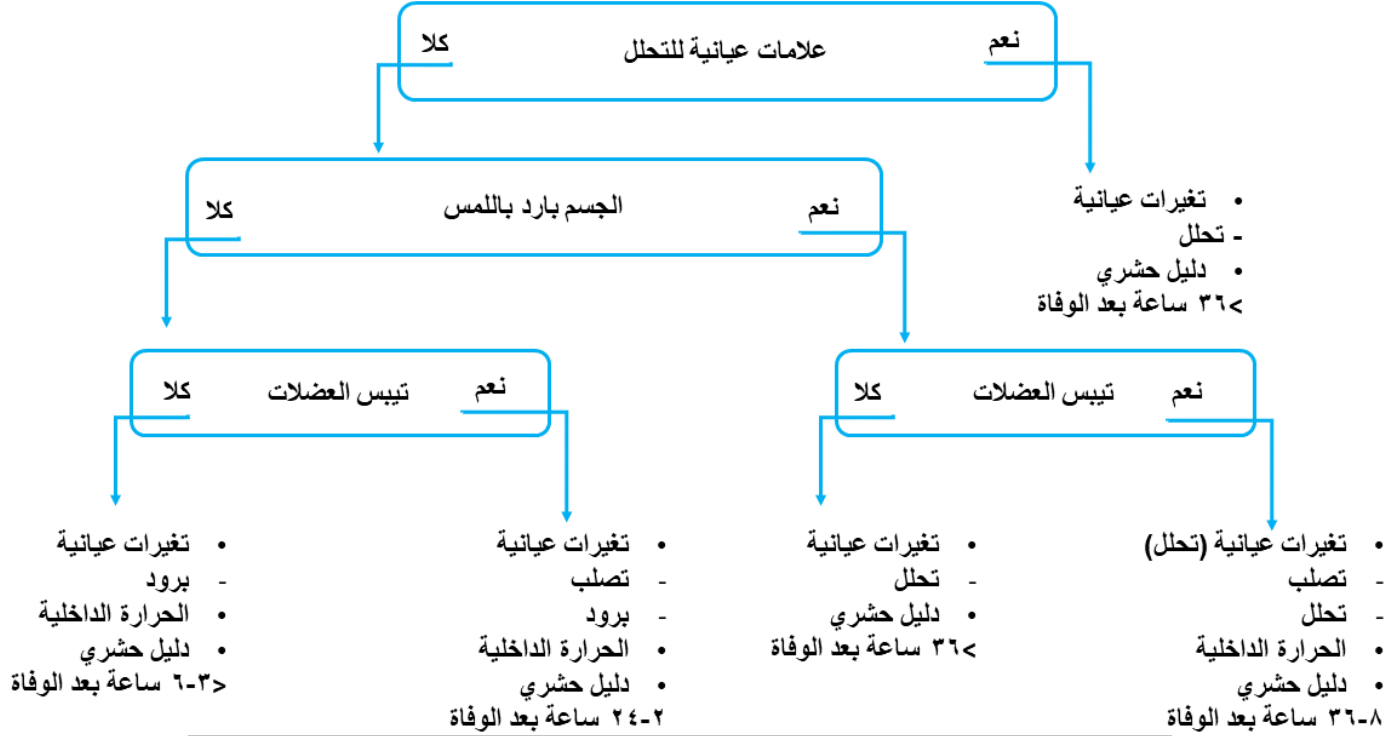 علامات عيانية للتحلل
نعم
كلا
الجسم بارد باللمس
نعم
كلا
• تغيرات عيانية
- تحلل
• دليل حشري
>٣٦ ساعة بعد الوفاة
تيبس العضلات
نعم
كلا
تيبس العضلات
نعم
كلا
• تغيرات عيانية (تحلل)
- تصلب
- تحلل
• الحرارة الداخلية
• دليل حشري
٨-٣٦ ساعة بعد الوفاة
• تغيرات عيانية
- تحلل
• دليل حشري
>٣٦ ساعة بعد الوفاة
• تغيرات عيانية
- تصلب
- برود
• الحرارة الداخلية
• دليل حشري
٢-٢٤ ساعة بعد الوفاة
• تغيرات عيانية
- برود
• الحرارة الداخلية
• دليل حشري
<٣-٦ ساعة بعد الوفاة